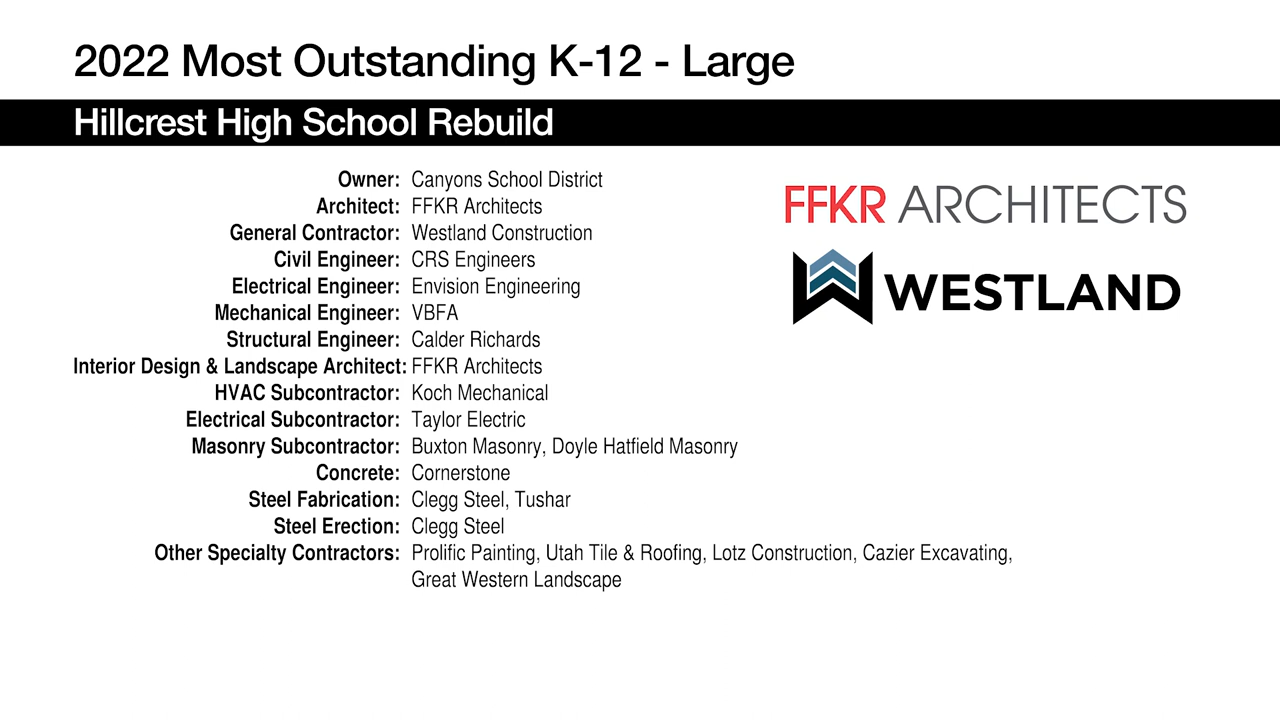 2022 Most Outstanding K-12 - Large
Hillcrest High School Rebuild
Owner: Canyons School District
Architect: FFKR Architects
General Contractor: Westland Construction
Civil Engineer: CRS Engineers
Electrical Engineer: Envision Engineering
Mechanical Engineer: VBFA
Structural Engineer: Calder Richards
Interior Design & Landscape Architect: FFKR Architects
HVAC Subcontractor: Koch Mechanical
Electrical Subcontractor: Taylor Electric
Masonry Subcontractor: Buxton Masonry, Doyle Hatfield Masonry
Concrete: Cornerstone
Steel Fabrication: Clegg Steel, Tushar
Steel Erection: Clegg Steel
Other Specialty Contractors: Prolific Painting, Utah Tile & Roofing, Lotz Construction, Cazier Excavating,
Great Western Landscape
FFKR ARCHITECTS
WESTLAND